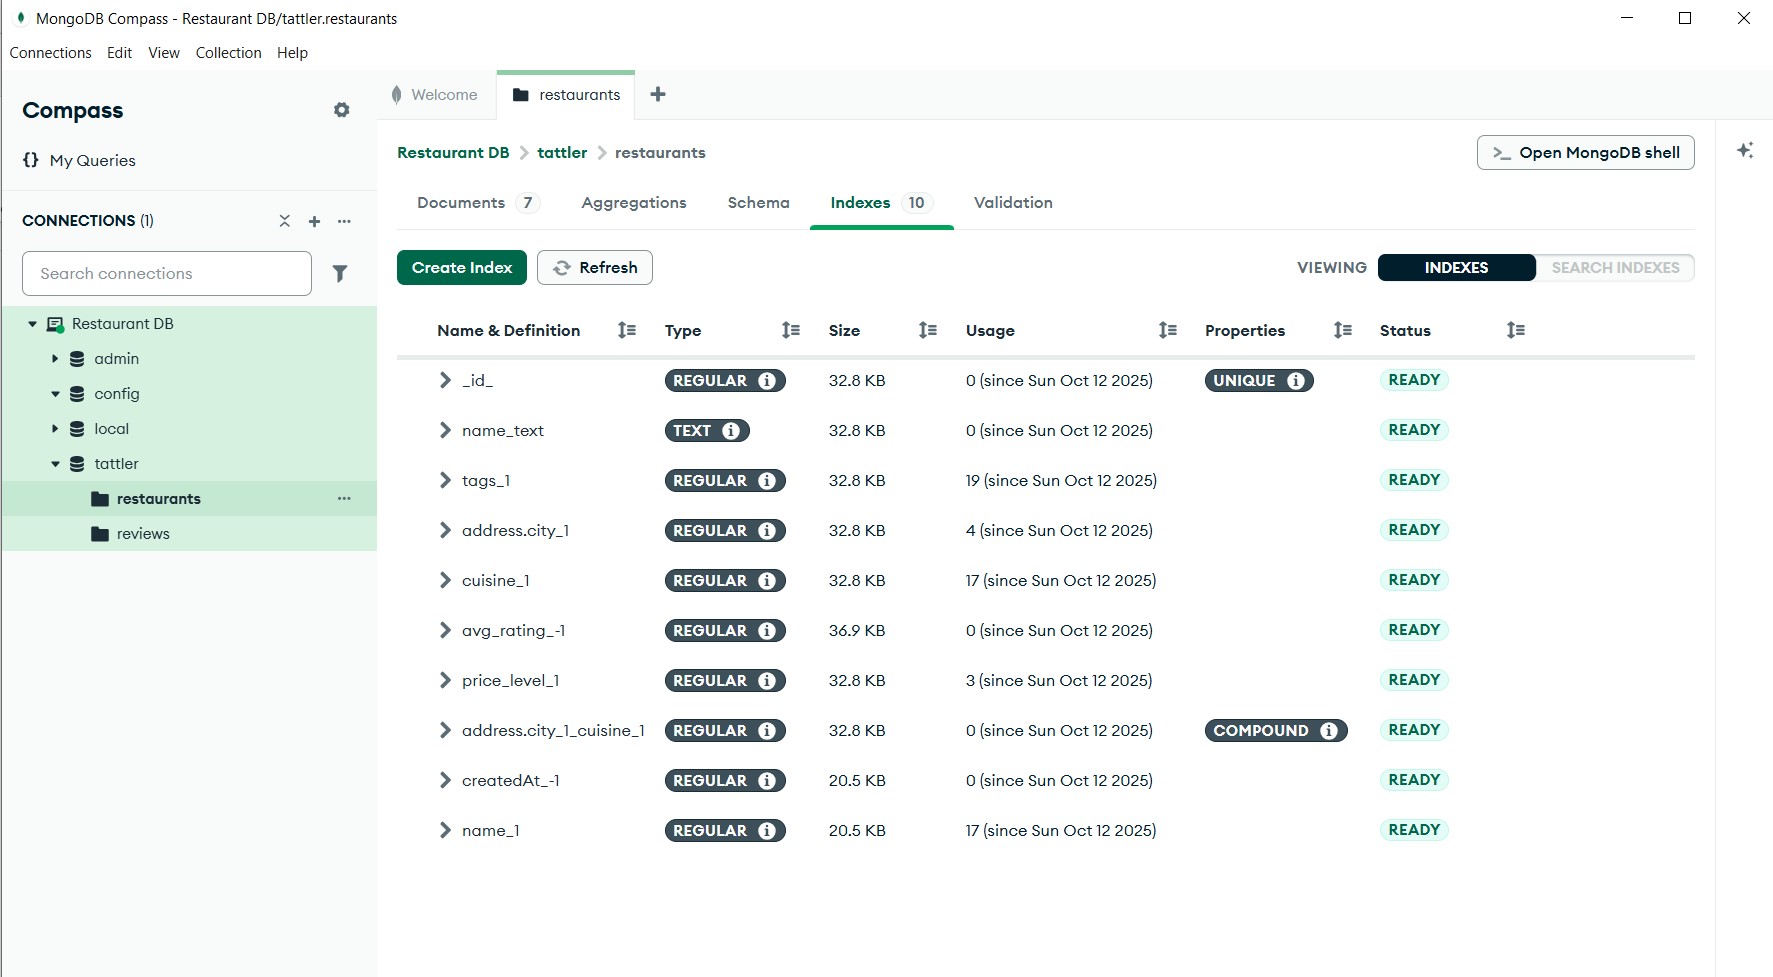 MongoDB Compass - Restaurant DB/tattler.restaurants
Connections Edit View Collection Help
Compass
{} My Queries
CONNECTIONS (1)
Search connections
Restaurant DB
admin
config
local
tattler
restaurants
reviews
Welcome restaurants
Restaurant DB > tattler > restaurants
>_ Open MongoDB shell
Documents 7 Aggregations Schema Indexes 10 Validation
Create Index Refresh VIEWING INDEXES SEARCH INDEXES
Name & Definition Type Size Usage Properties Status
_id_ REGULAR 32.8 KB 0 (since Sun Oct 12 2025) UNIQUE READY
name_text TEXT 32.8 KB 0 (since Sun Oct 12 2025) READY
tags_1 REGULAR 32.8 KB 19 (since Sun Oct 12 2025) READY
address.city_1 REGULAR 32.8 KB 4 (since Sun Oct 12 2025) READY
cuisine_1 REGULAR 32.8 KB 17 (since Sun Oct 12 2025) READY
avg_rating_-1 REGULAR 36.9 KB 0 (since Sun Oct 12 2025) READY
price_level_1 REGULAR 32.8 KB 3 (since Sun Oct 12 2025) READY
address.city_1_cuisine_1 REGULAR 32.8 KB 0 (since Sun Oct 12 2025) COMPOUND READY
createdAt_-1 REGULAR 20.5 KB 0 (since Sun Oct 12 2025) READY
name_1 REGULAR 20.5 KB 17 (since Sun Oct 12 2025) READY